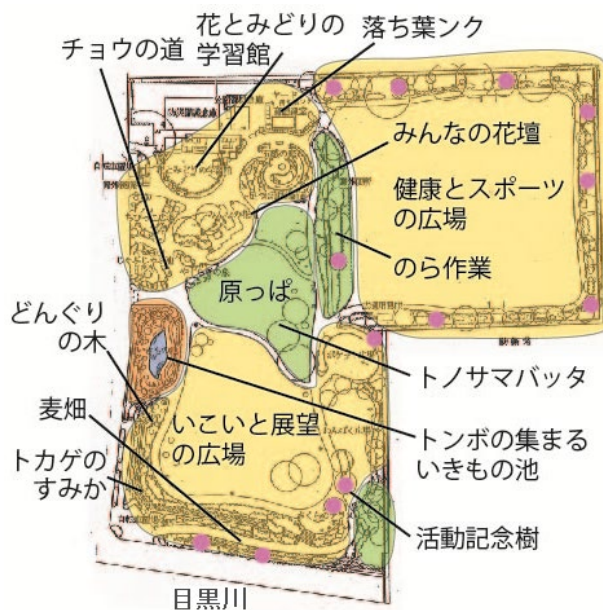 花とみどりの
学習館
落ち葉ンク
チョウの道
みんなの花壇
健康とスポーツ
の広場
のら作業
原っぱ
どんぐり
の木
トノサマバッタ
麦畑
いこいと展望
の広場
トンボの集まる
いきもの池
トカゲの
すみか
活動記念樹
目黒川